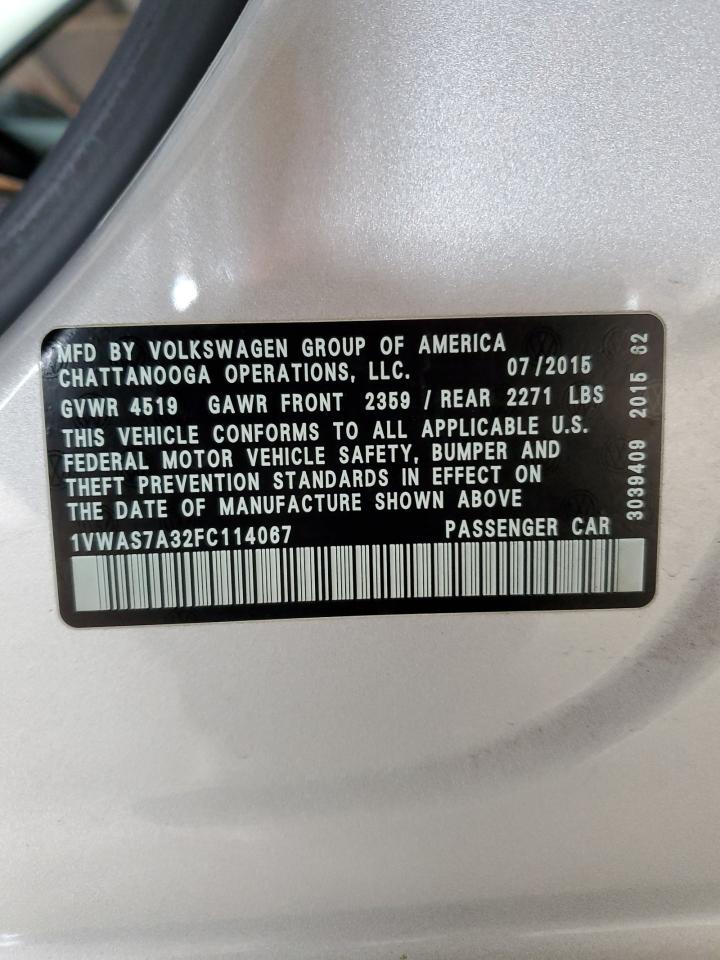 MFD BY VOLKSWAGEN GROUP OF AMERICA
CHATTANOOGA OPERATIONS, LLC. 07/2015
GVWR 4519 GAWR FRONT 2359 / REAR 2271 LBS
THIS VEHICLE CONFORMS TO ALL APPLICABLE U.S.
FEDERAL MOTOR VEHICLE SAFETY, BUMPER AND
THEFT PREVENTION STANDARDS IN EFFECT ON
THE DATE OF MANUFACTURE SHOWN ABOVE
1VWAS7A32FC114067 PASSENGER CAR
3039409 2015 62